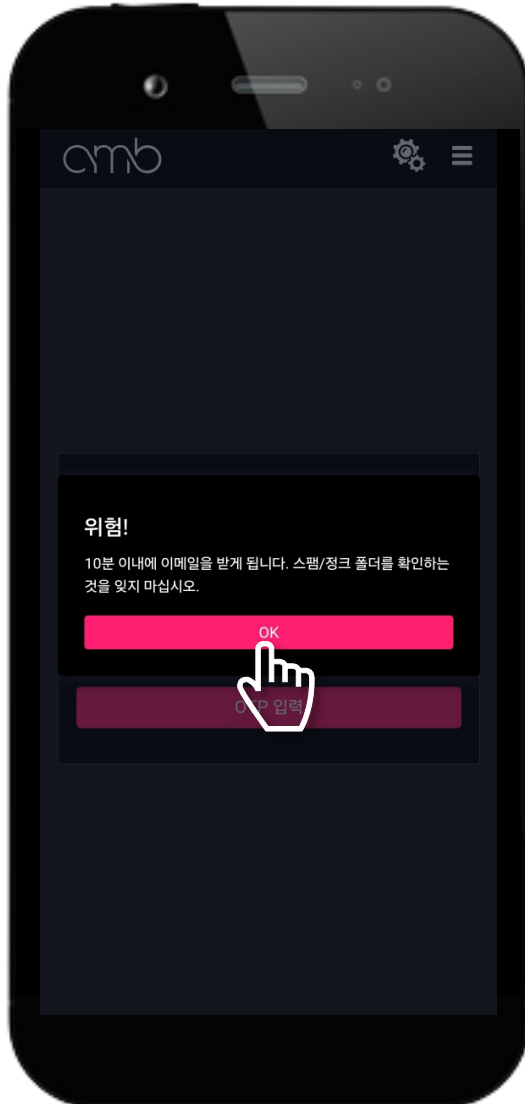 amb
위험!
10분 이내에 이메일을 받게 됩니다. 스팸/정크 폴더를 확인하는
것을 잊지 마십시오.
OK
OTP 입력